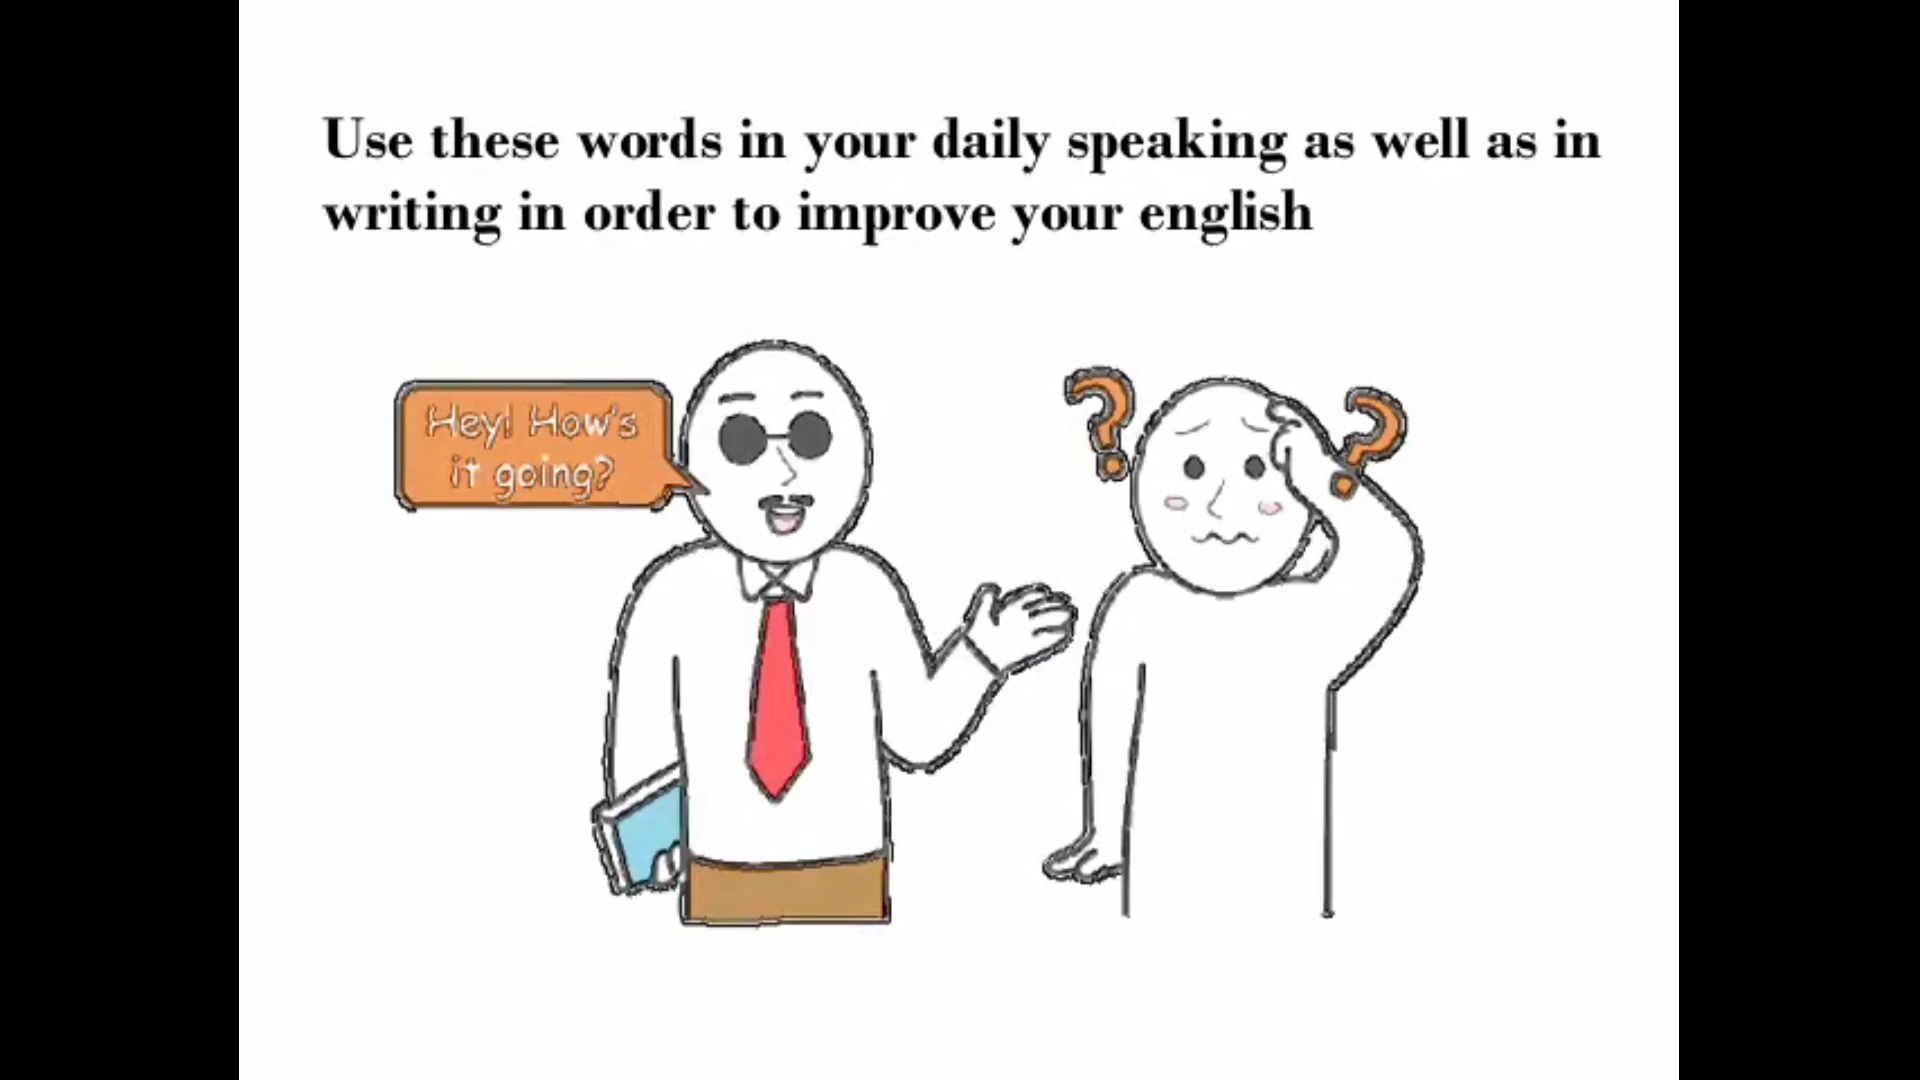 Use these words in your daily speaking as well as in
writing in order to improve your english
Hey! How's
it going?